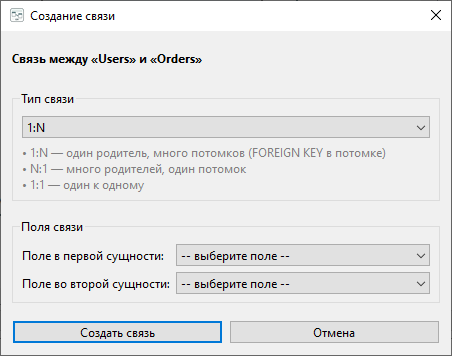 Создание связи
Связь между «Users» и «Orders»
Тип связи
1:N
• 1:N — один родитель, много потомков (FOREIGN KEY в потомке)
• N:1 — много родителей, один потомок
• 1:1 — один к одному
Поля связи
Поле в первой сущности: -- выберите поле --
Поле во второй сущности: -- выберите поле --
Создать связь Отмена